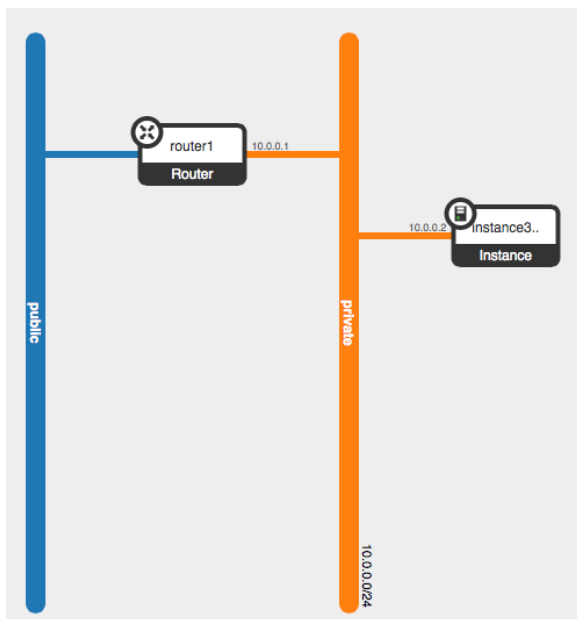 router1
Router
10.0.0.1
10.0.0.2
instance3..
Instance
public
private
10.0.0.0/24